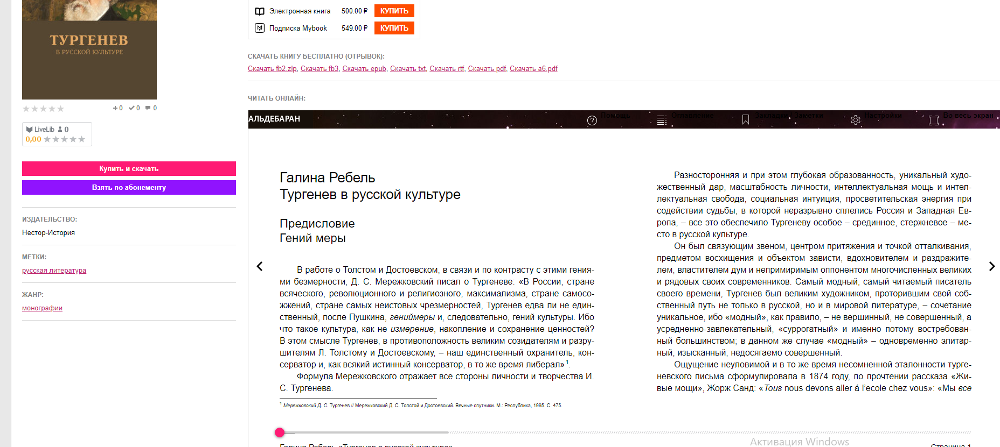 ТУРГЕНЕВ
В РУССКОЙ КУЛЬТУРЕ
+ 0 0 0
LiveLib 0
0,00
Купить и скачать
Взять по абонементу
ИЗДАТЕЛЬСТВО:
Нестор-История
МЕТКИ:
русская литература
ЖАНР:
монографии
Электронная книга 500.00 ₽ КУПИТЬ
Подписка Mybook 549.00 ₽ КУПИТЬ
СКАЧАТЬ КНИГУ БЕСПЛАТНО (ОТРЫВОК):
Скачать fb2.zip, Скачать fb3, Скачать epub, Скачать txt, Скачать rtf, Скачать pdf, Скачать a6.pdf
ЧИТАТЬ ОНЛАЙН:
АЛЬДЕБАРАН Помощь Оглавление Закладки / Заметки Настройки Во весь экран
Галина Ребель
Тургенев в русской культуре
Предисловие
Гений меры
В работе о Толстом и Достоевском, в связи и по контрасту с этими гения-
ми безмерности, Д. С. Мережковский писал о Тургеневе: «В России, стране
всяческого, революционного и религиозного, максимализма, стране самосо-
жжений, стране самых неистовых чрезмерностей, Тургенев едва ли не един-
ственный, после Пушкина, гениймеры и, следовательно, гений культуры. Ибо
что такое культура, как не измерение, накопление и сохранение ценностей?
В этом смысле Тургенев, в противоположность великим созидателям и разру-
шителям Л. Толстому и Достоевскому, – наш единственный охранитель, кон-
серватор и, как всякий истинный консерватор, в то же время либерал»1.
Формула Мережковского отражает все стороны личности и творчества И.
С. Тургенева.
1 Мережковский Д. С. Тургенев // Мережковский Д. С. Толстой и Достоевский. Вечные спутники. М.: Республика, 1995. С. 475.
Разносторонняя и при этом глубокая образованность, уникальный худо-
жественный дар, масштабность личности, интеллектуальная мощь и интел-
лектуальная свобода, социальная интуиция, просветительская энергия при
содействии судьбы, в которой неразрывно сплелись Россия и Западная Ев-
ропа, – все это обеспечило Тургеневу особое – срединное, стержневое – ме-
сто в русской культуре.
Он был связующим звеном, центром притяжения и точкой отталкивания,
предметом восхищения и объектом зависти, вдохновителем и раздражите-
лем, властителем дум и непримиримым оппонентом многочисленных великих
и рядовых своих современников. Самый модный, самый читаемый писатель
своего времени, Тургенев был великим художником, проторившим свой соб-
ственный путь не только в русской, но и в мировой литературе, – сочетание
уникальное, ибо «модный», как правило, – не вершинный, не совершенный, а
усредненно-завлекательный, «суррогатный» и именно потому востребован-
ный большинством; в данном же случае «модный» – одновременно элитар-
ный, изысканный, недосягаемо совершенный.
Ощущение неуловимой и в то же время несомненной эталонности турге-
невского письма сформулировала в 1874 году, по прочтении рассказа «Жи-
вые мощи», Жорж Санд: «Tous nous devons aller á l'ecole chez vous»: «Мы все
Галина Ребель «Тургенев в русской культуре»
Страница 1
Активация Windows